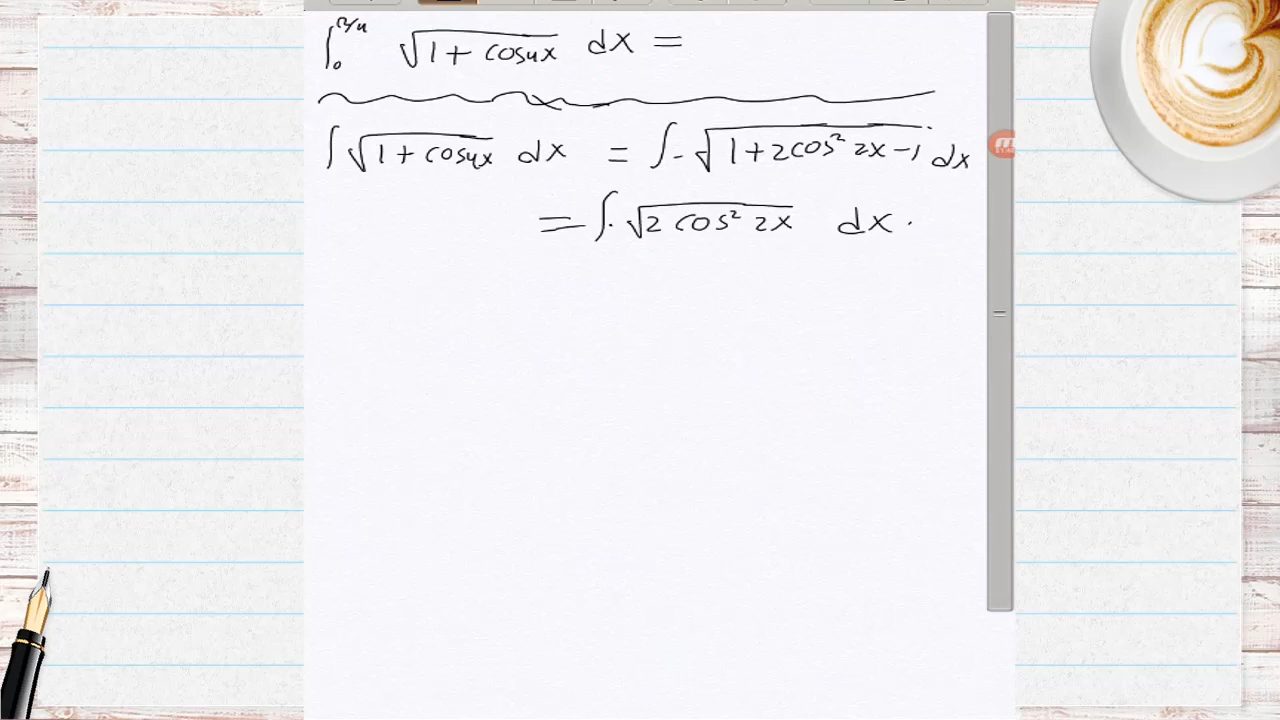 ∫₀^(π/4) √(1 + cos4x) dx =
∫ √(1 + cos4x) dx = ∫ √(1 + 2cos² 2x − 1) dx
= ∫ √(2 cos² 2x) dx